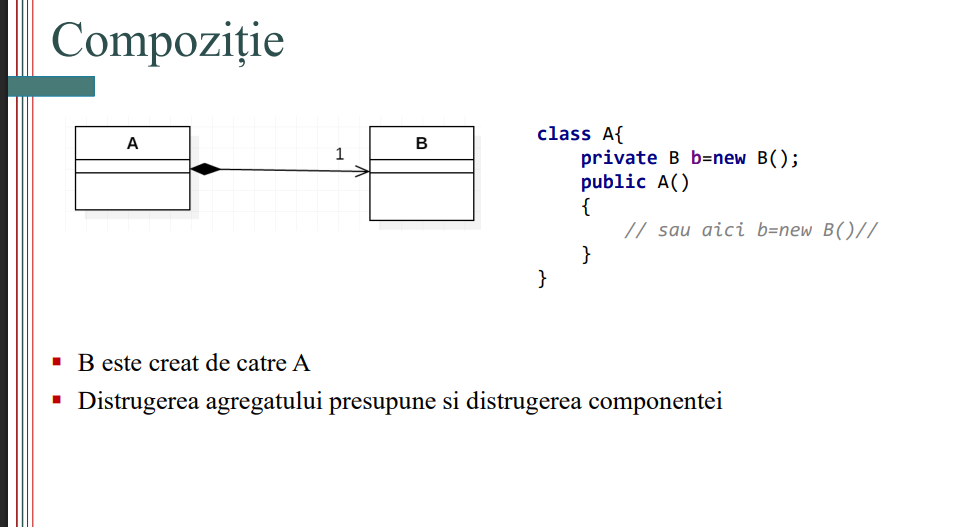 Compoziție
A
1
B
class A{
private B b=new B();
public A()
{
// sau aici b=new B()//
}
}
B este creat de catre A
Distrugerea agregatului presupune si distrugerea componentei